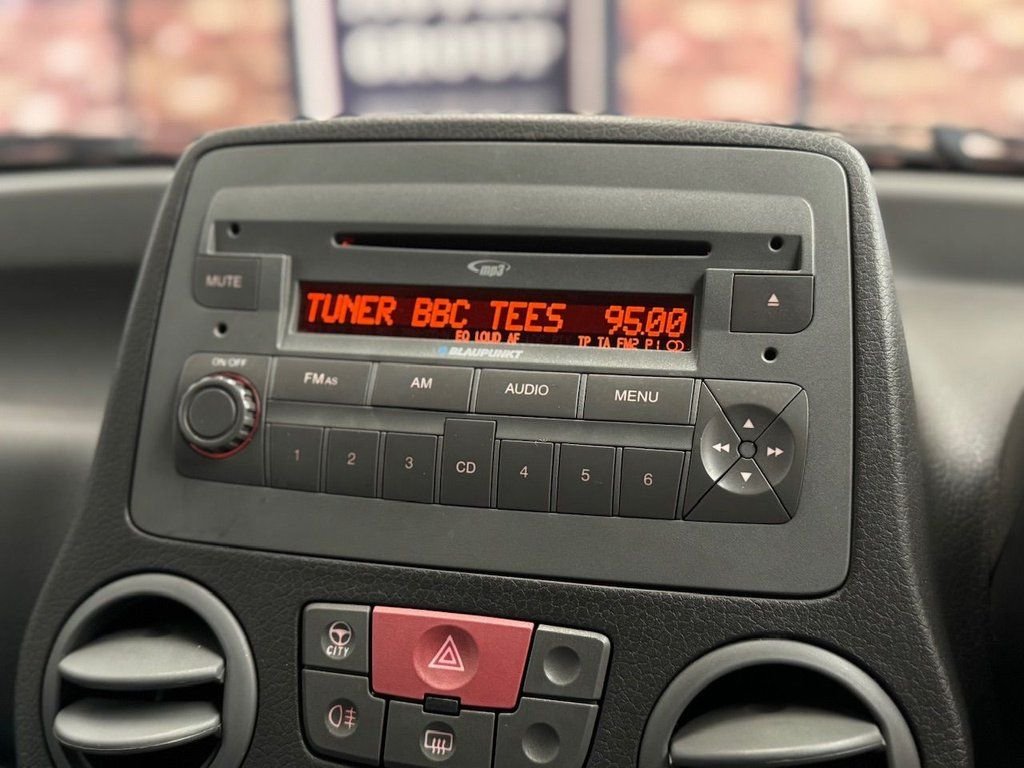 GROUP
mp3
MUTE
TUNER BBC TEES 95.00
EQ LOUD AF TP TA FM2 P1
BLAUPUNKT
ON/OFF
FMAS AM AUDIO MENU
1 2 3 CD 4 5 6
CITY